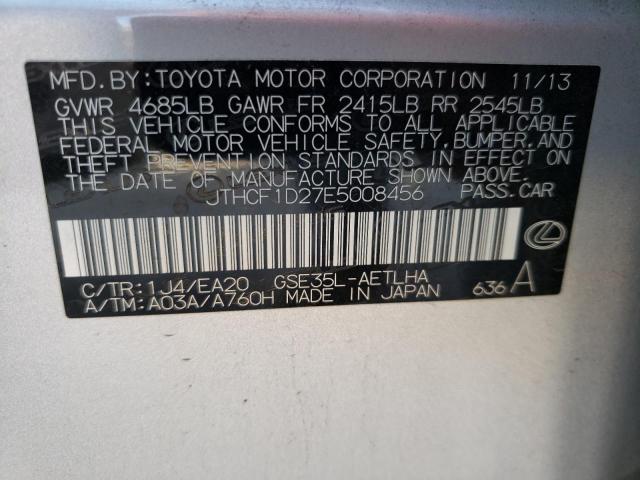 MFD.BY:TOYOTA MOTOR CORPORATION 11/13
GVWR 4685LB GAWR FR 2415LB RR 2545LB
THIS VEHICLE CONFORMS TO ALL APPLICABLE
FEDERAL MOTOR VEHICLE SAFETY,BUMPER,AND
THEFT PREVENTION STANDARDS IN EFFECT ON
THE DATE OF MANUFACTURE SHOWN ABOVE.
JTHCF1D27E5008456 PASS.CAR
C/TR:1J4/EA20 GSE35L-AETLHA
A/TM:A03A/A760H MADE IN JAPAN 636 A